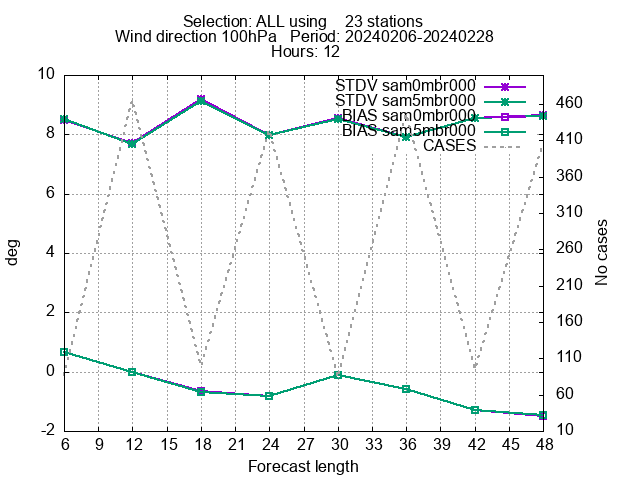 Selection: ALL using    23 stations
Wind direction 100hPa   Period: 20240206-20240228
Hours: 12
STDV sam0mbr000
STDV sam5mbr000
BIAS sam0mbr000
BIAS sam5mbr000
CASES
10
8
6
4
2
0
-2
deg
460
410
360
310
260
210
160
110
60
10
No cases
6 9 12 15 18 21 24 27 30 33 36 39 42 45 48
Forecast length